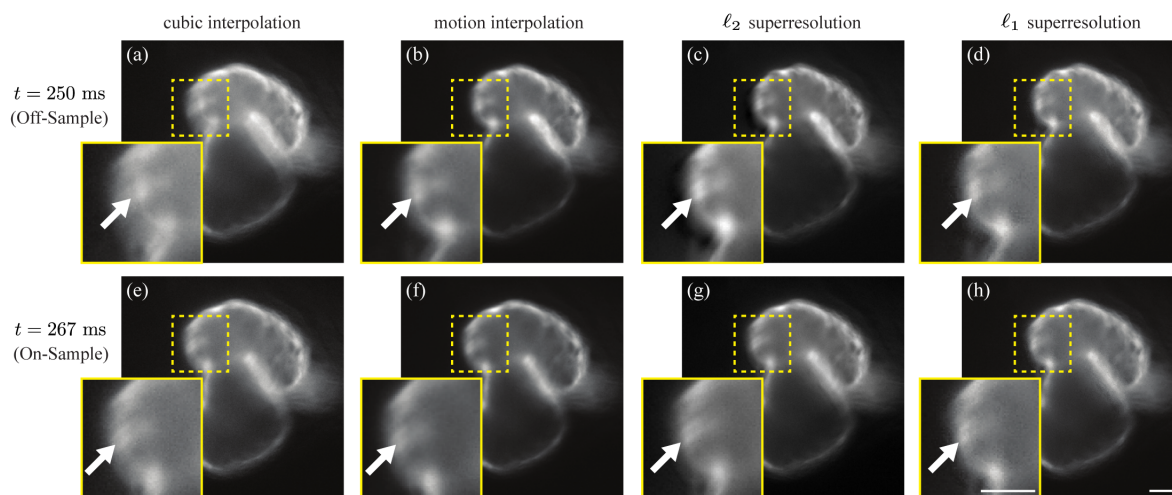 cubic interpolation
motion interpolation
ℓ₂ superresolution
ℓ₁ superresolution
t = 250 ms
(Off-Sample)
(a)
(b)
(c)
(d)
t = 267 ms
(On-Sample)
(e)
(f)
(g)
(h)